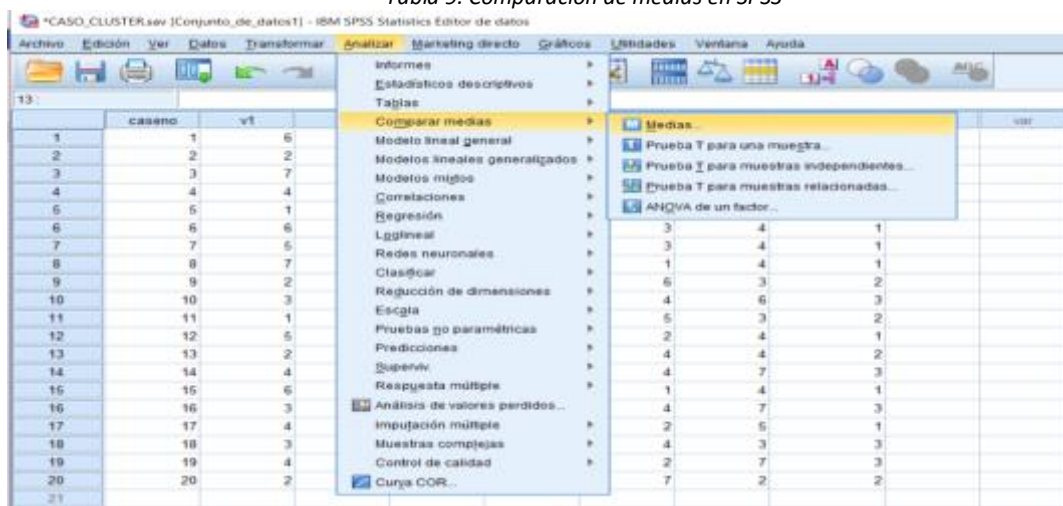 Tabla 9. Comparación de medias en SPSS
*CASO_CLUSTER.sav [Conjunto_de_datos1] - IBM SPSS Statistics Editor de datos
Archivo Edición Ver Datos Transformar Analizar Marketing directo Gráficos Utilidades Ventana Ayuda
13 :
caseno v1 var
Informes
Estadísticos descriptivos
Tablas
Comparar medias
Modelo lineal general
Modelos lineales generalizados
Modelos mixtos
Correlaciones
Regresión
Loglineal
Redes neuronales
Clasificar
Reducción de dimensiones
Escala
Pruebas no paramétricas
Predicciones
Superviv.
Respuesta múltiple
Análisis de valores perdidos...
Imputación múltiple
Muestras complejas
Control de calidad
Curva COR...
Medias...
Prueba T para una muestra...
Prueba T para muestras independientes...
Prueba T para muestras relacionadas...
ANOVA de un factor...
1 1 6
2 2 2
3 3 7
4 4 4
5 5 1
6 6 6 3 4 1
7 7 5 3 4 1
8 8 7 1 4 1
9 9 2 6 3 2
10 10 3 4 6 3
11 11 1 5 3 2
12 12 5 2 4 1
13 13 2 4 4 2
14 14 4 4 7 3
15 15 6 1 4 1
16 16 3 4 7 3
17 17 4 2 5 1
18 18 3 4 3 3
19 19 4 2 7 3
20 20 2 7 2 2
21